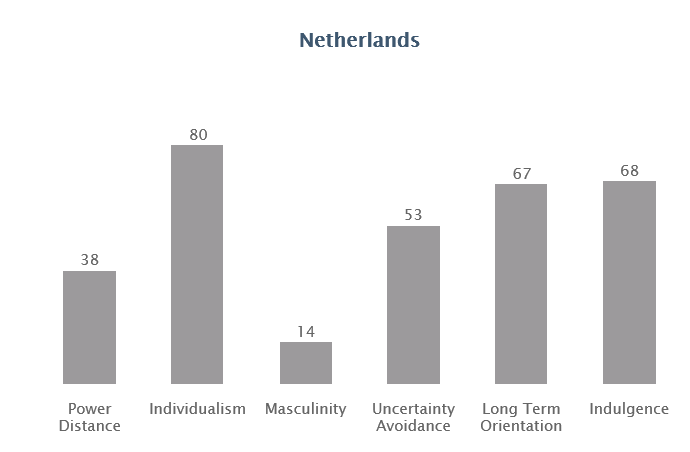 Netherlands
80
68
67
53
38
14
Power Individualism Masculinity Uncertainty Long Term Indulgence
Distance Avoidance Orientation